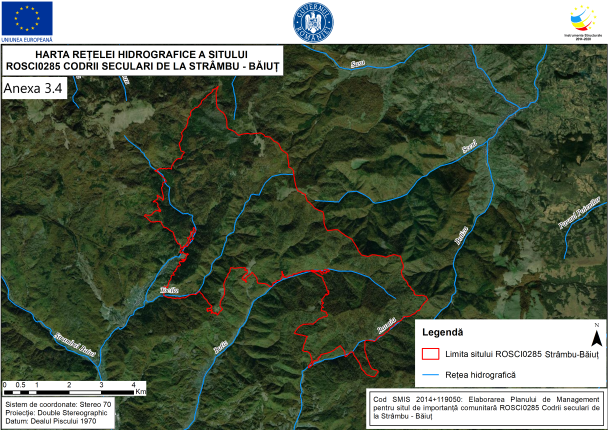 UNIUNEA EUROPEANĂ
GUVERNUL ROMÂNIEI
Instrumente Structurale
2014-2020
HARTA REȚELEI HIDROGRAFICE A SITULUI
ROSCI0285 CODRII SECULARI DE LA STRÂMBU - BĂIUȚ
Anexa 3.4
Legendă
Limita sitului ROSCI0285 Strâmbu-Băiuț
Rețea hidrografică
N
0 0.5 1 2 3 4
Km
Sistem de coordonate: Stereo 70
Proiecție: Double Stereographic
Datum: Dealul Piscului 1970
Cod SMIS 2014+119050: Elaborarea Planului de Management
pentru situl de importanță comunitară ROSCI0285 Codrii seculari de
la Strâmbu - Băiuț